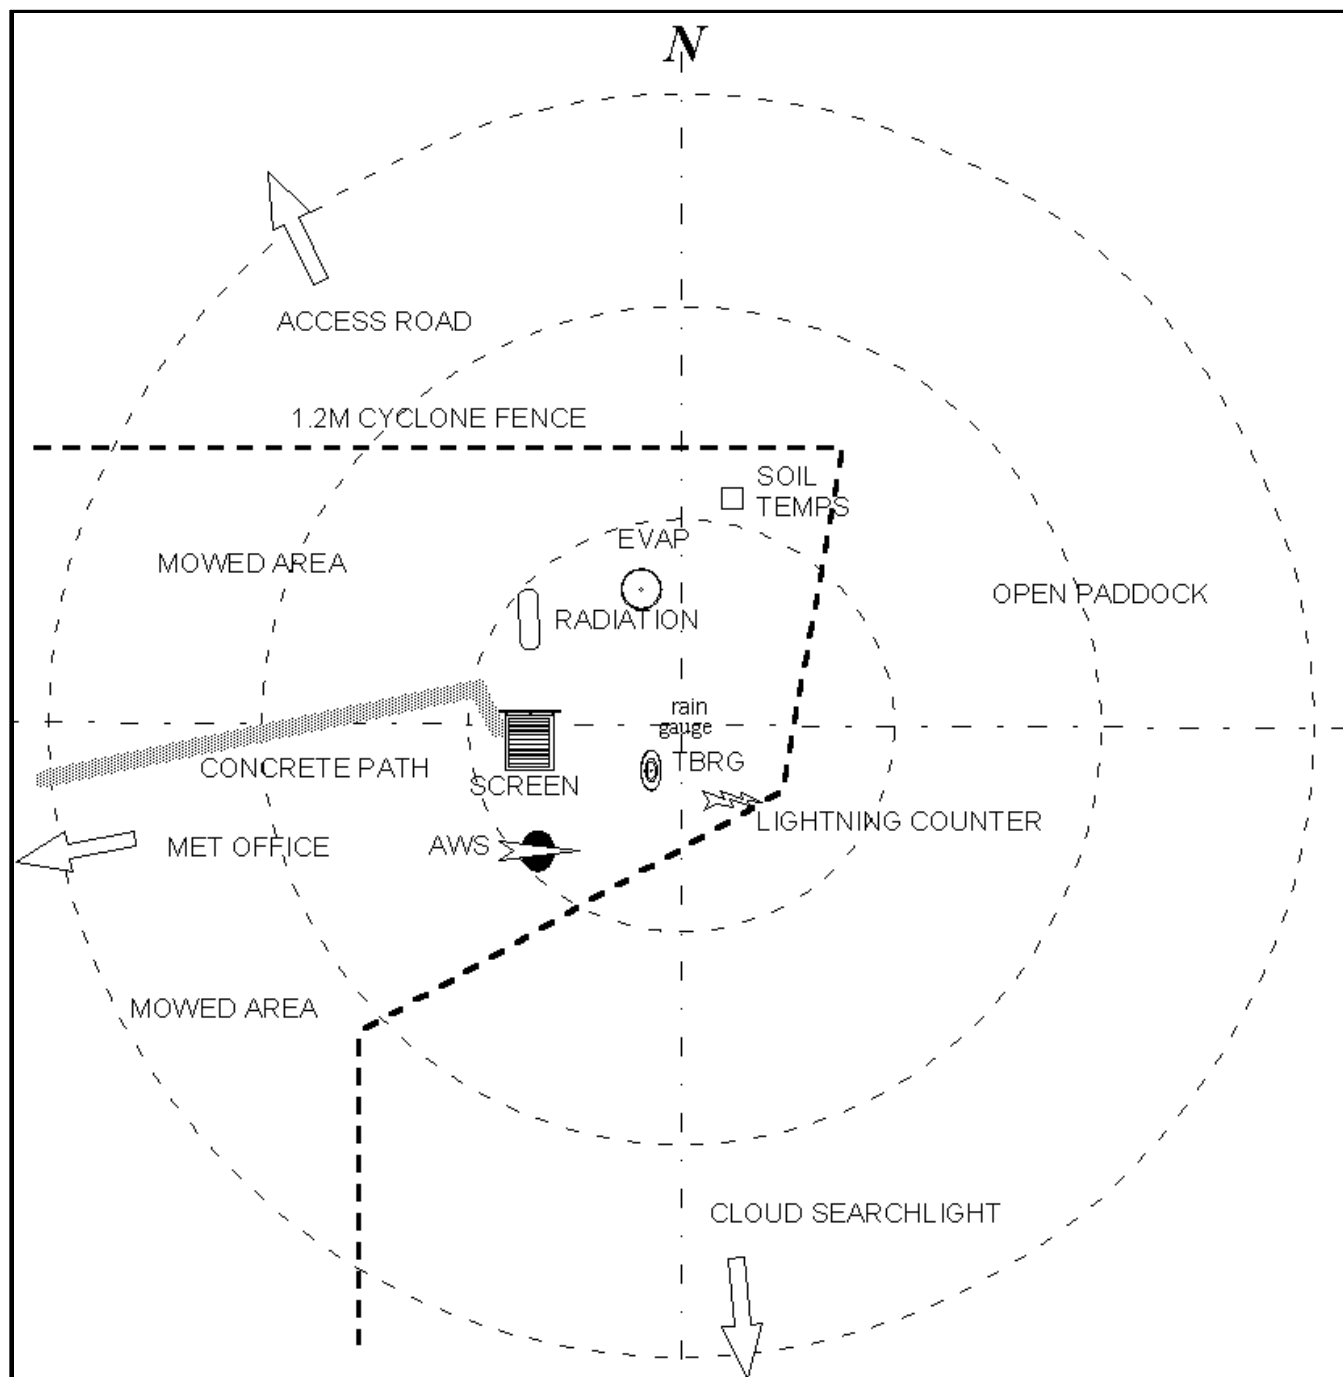 N
ACCESS ROAD
1.2M CYCLONE FENCE
SOIL
TEMPS
EVAP
MOWED AREA
OPEN PADDOCK
RADIATION
rain
gauge
TBRG
CONCRETE PATH
SCREEN
LIGHTNING COUNTER
AWS
MET OFFICE
MOWED AREA
CLOUD SEARCHLIGHT